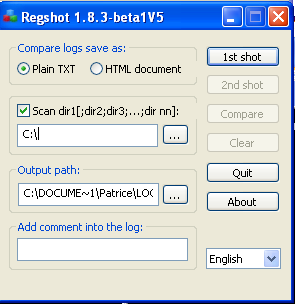 Regshot 1.8.3-beta1V5
Compare logs save as:
Plain TXT
HTML document
1st shot
2nd shot
Scan dir1[;dir2;dir3;...;dir nn]:
C:\
...
Compare
Clear
Output path:
C:\DOCUME~1\Patrice\LOC
...
Quit
About
Add comment into the log:
English